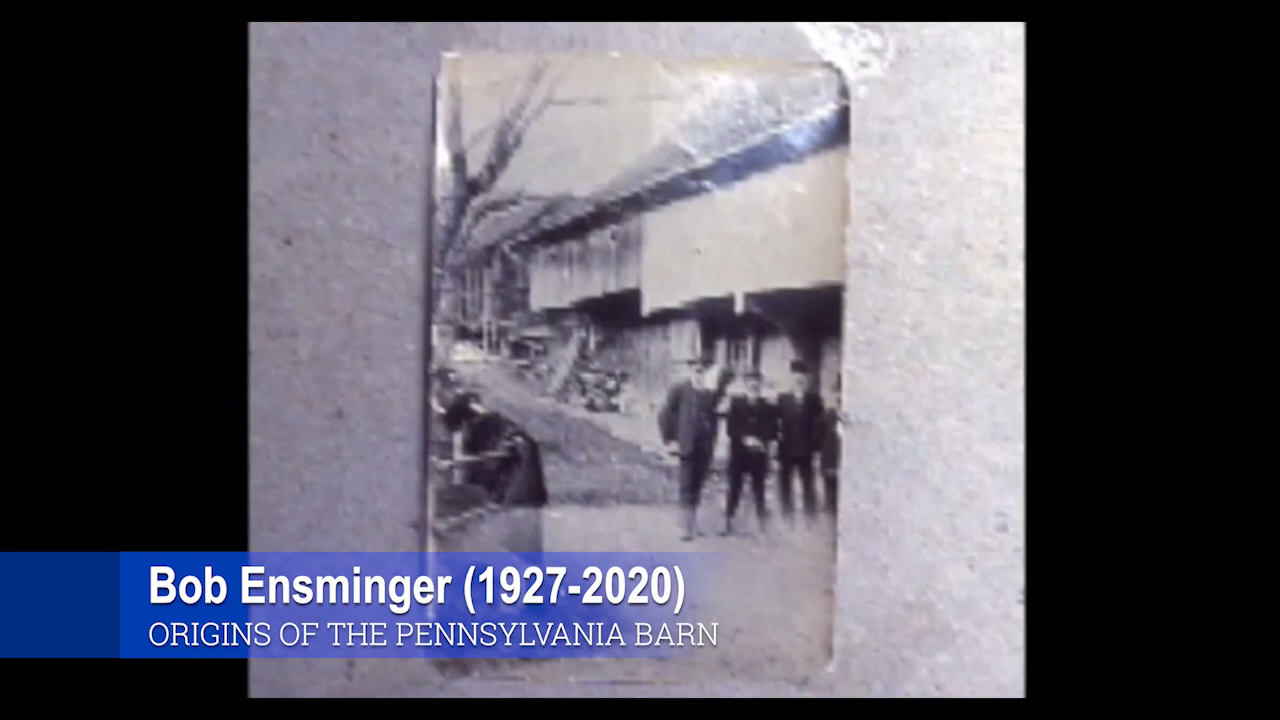 Bob Ensminger (1927-2020)
ORIGINS OF THE PENNSYLVANIA BARN